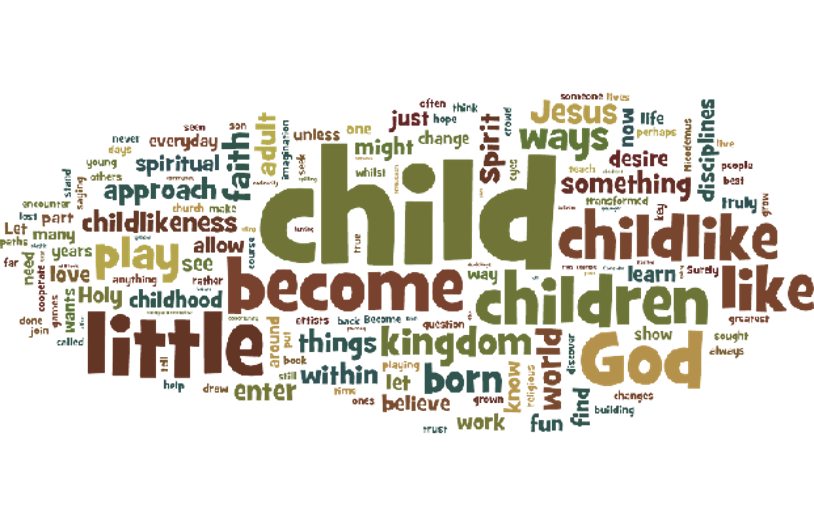 someone lives
often think
Jesus
just hope
crowd
Spirit
now
life
perhaps
disciplines
Nicodemus
live
seen
son
adult
imagination
unless
one
never
everyday
days
faith
seek
might
change
ways
eyes
desire
people
young
spiritual
others
whilst
teach
best
approach
something
stand
saying
child
transformed
truly
key
grow
encounter
church make
lost part
childlikeness
true
childlike
Let
many
paths
play
allow
course
years
see
far
need
cooperate
love
anything
rather
become
way
learn
Surely
like
wants
Holy
childhood
children
games
done
join
little
around
put
artists
back
Become
question
greatest
called
things
kingdom
world
discover
God
show
sought
always
book
tell
still
within
playing
let
born
know
religious
help
drew
enter
time
ones
believe
grown
find
changes
building
trust
work
fun